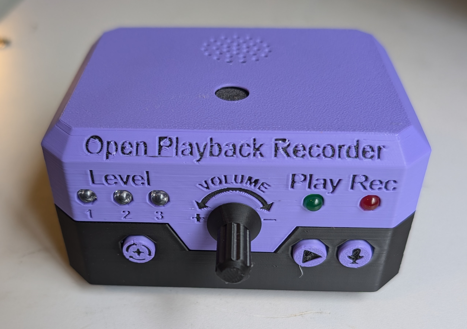 Open Playback Recorder
Level VOLUME Play Rec
1 2 3 + -